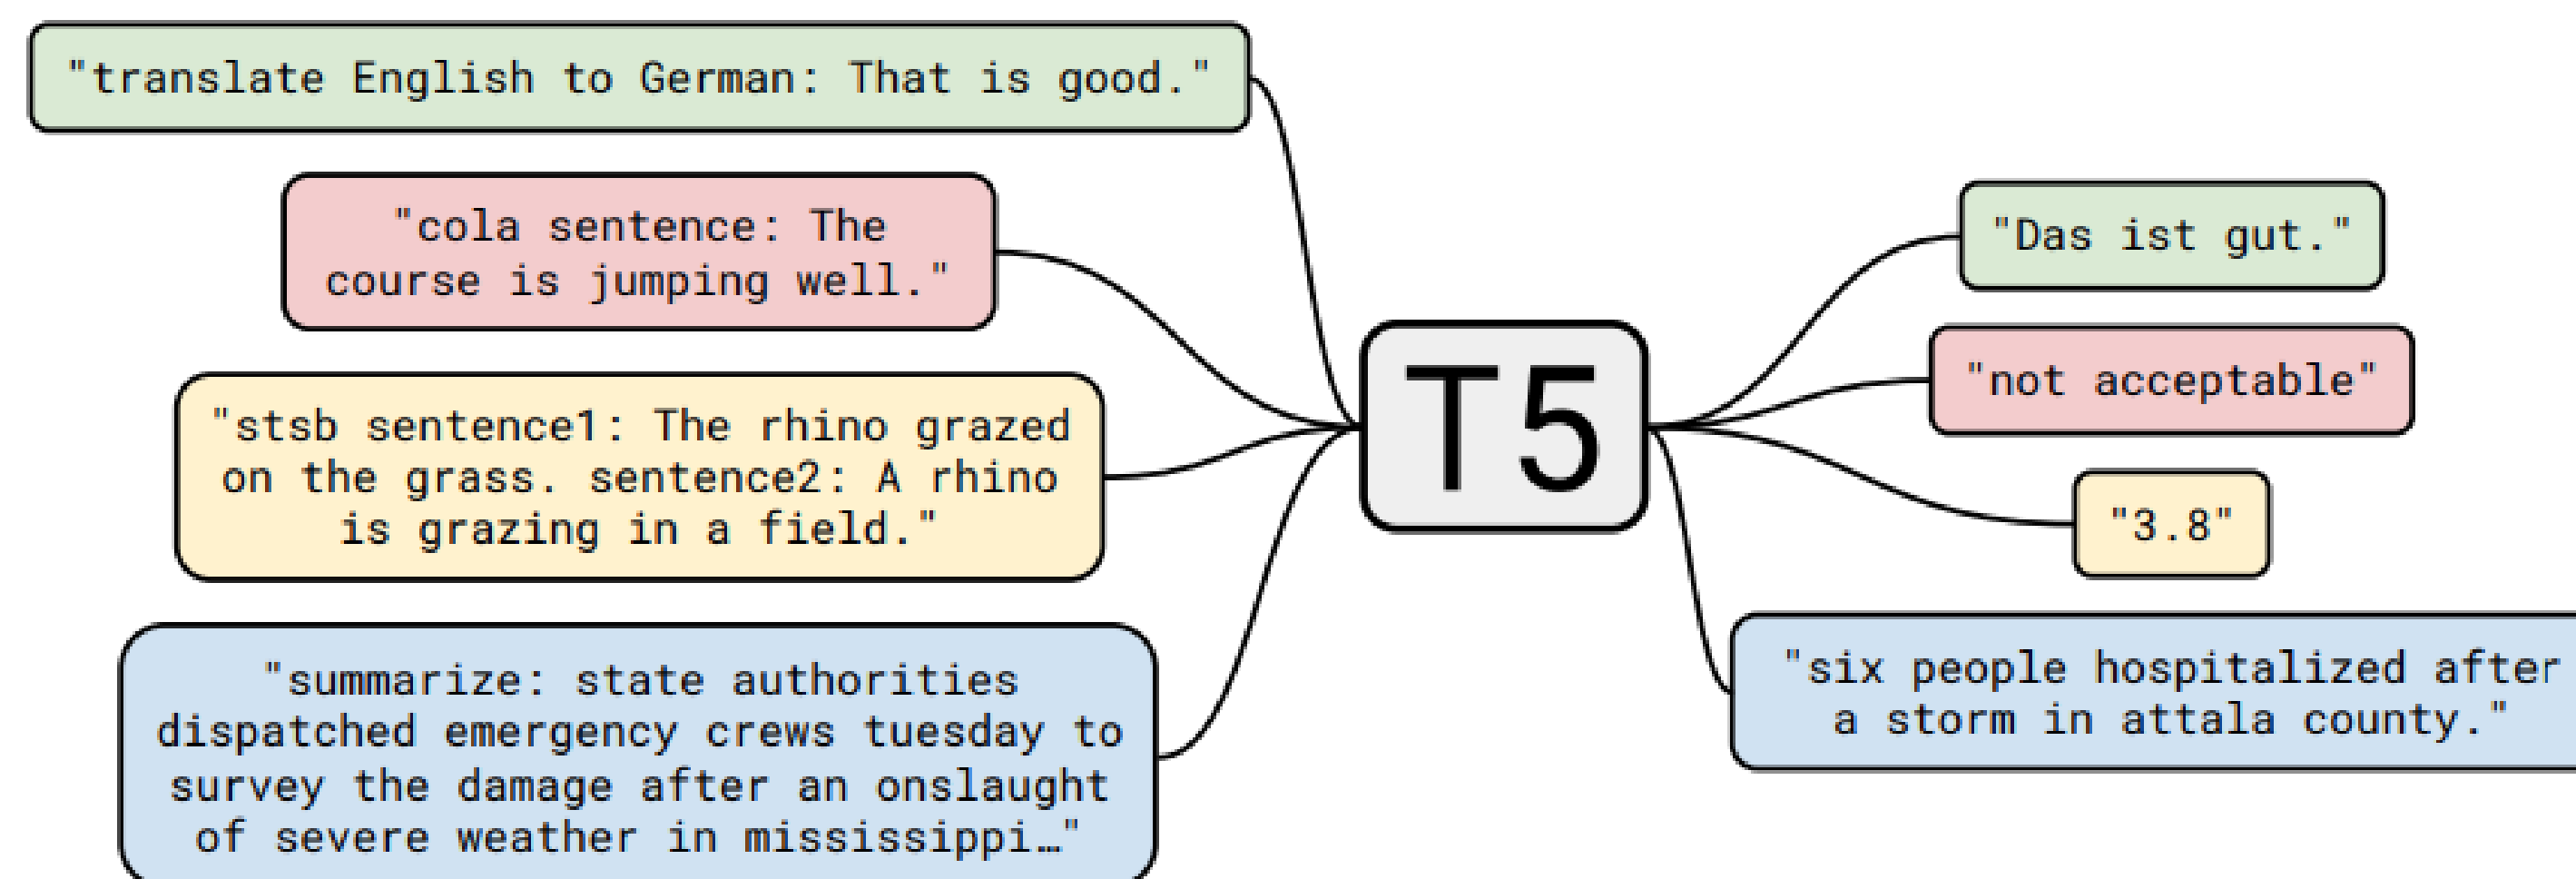 "translate English to German: That is good."
"cola sentence: The
course is jumping well."
"stsb sentence1: The rhino grazed
on the grass. sentence2: A rhino
is grazing in a field."
"summarize: state authorities
dispatched emergency crews tuesday to
survey the damage after an onslaught
of severe weather in mississippi…"
T5
"Das ist gut."
"not acceptable"
"3.8"
"six people hospitalized after
a storm in attala county."